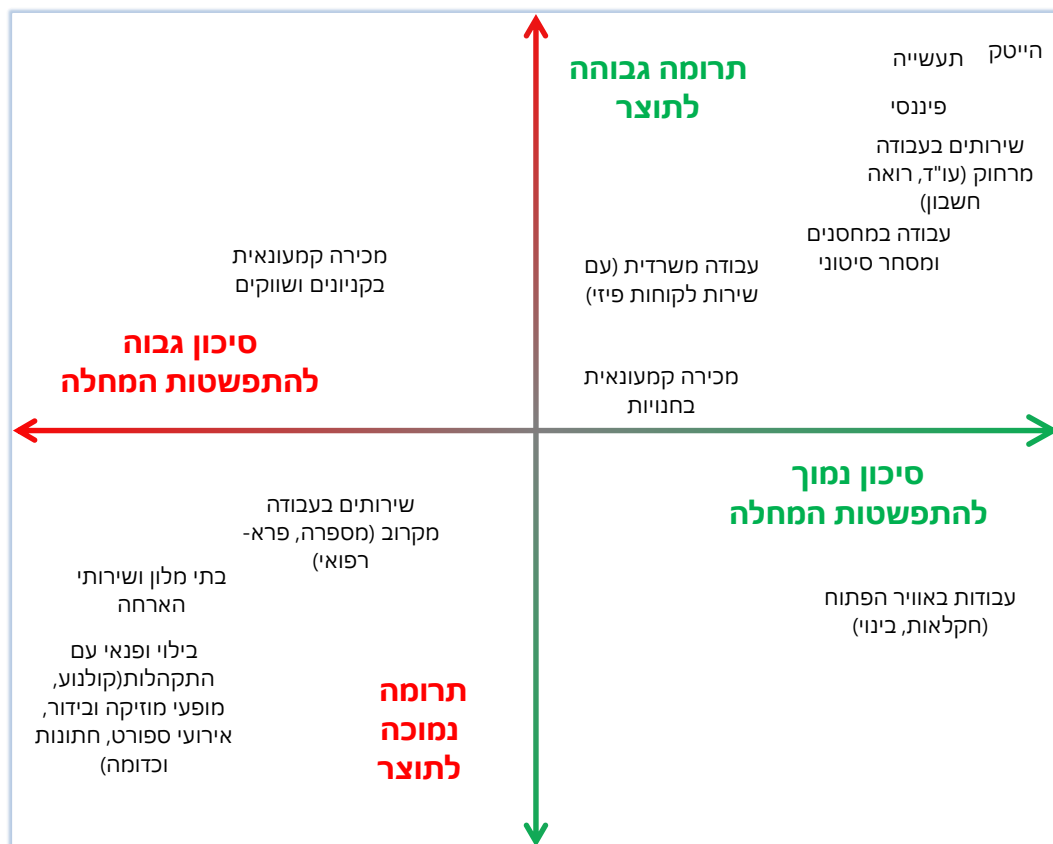 הייטק
תעשייה
תרומה גבוהה
לתוצר
פיננסי
שירותים בעבודה
מרחוק (עו"ד, רואה
חשבון)
עבודה במחסנים
ומסחר סיטוני
עבודה משרדית (עם
שירות לקוחות פיזי)
מכירה קמעונאית
בקניונים ושווקים
סיכון גבוה
להתפשטות המחלה
מכירה קמעונאית
בחנויות
סיכון נמוך
להתפשטות המחלה
שירותים בעבודה
מקרוב (מספרה, פרא-
רפואי)
עבודות באוויר הפתוח
(חקלאות, בינוי)
בתי מלון ושירותי
הארחה
בילוי ופנאי עם
התקהלות(קולנוע,
מופעי מוזיקה ובידור,
אירועי ספורט, חתונות
וכדומה)
תרומה
נמוכה
לתוצר